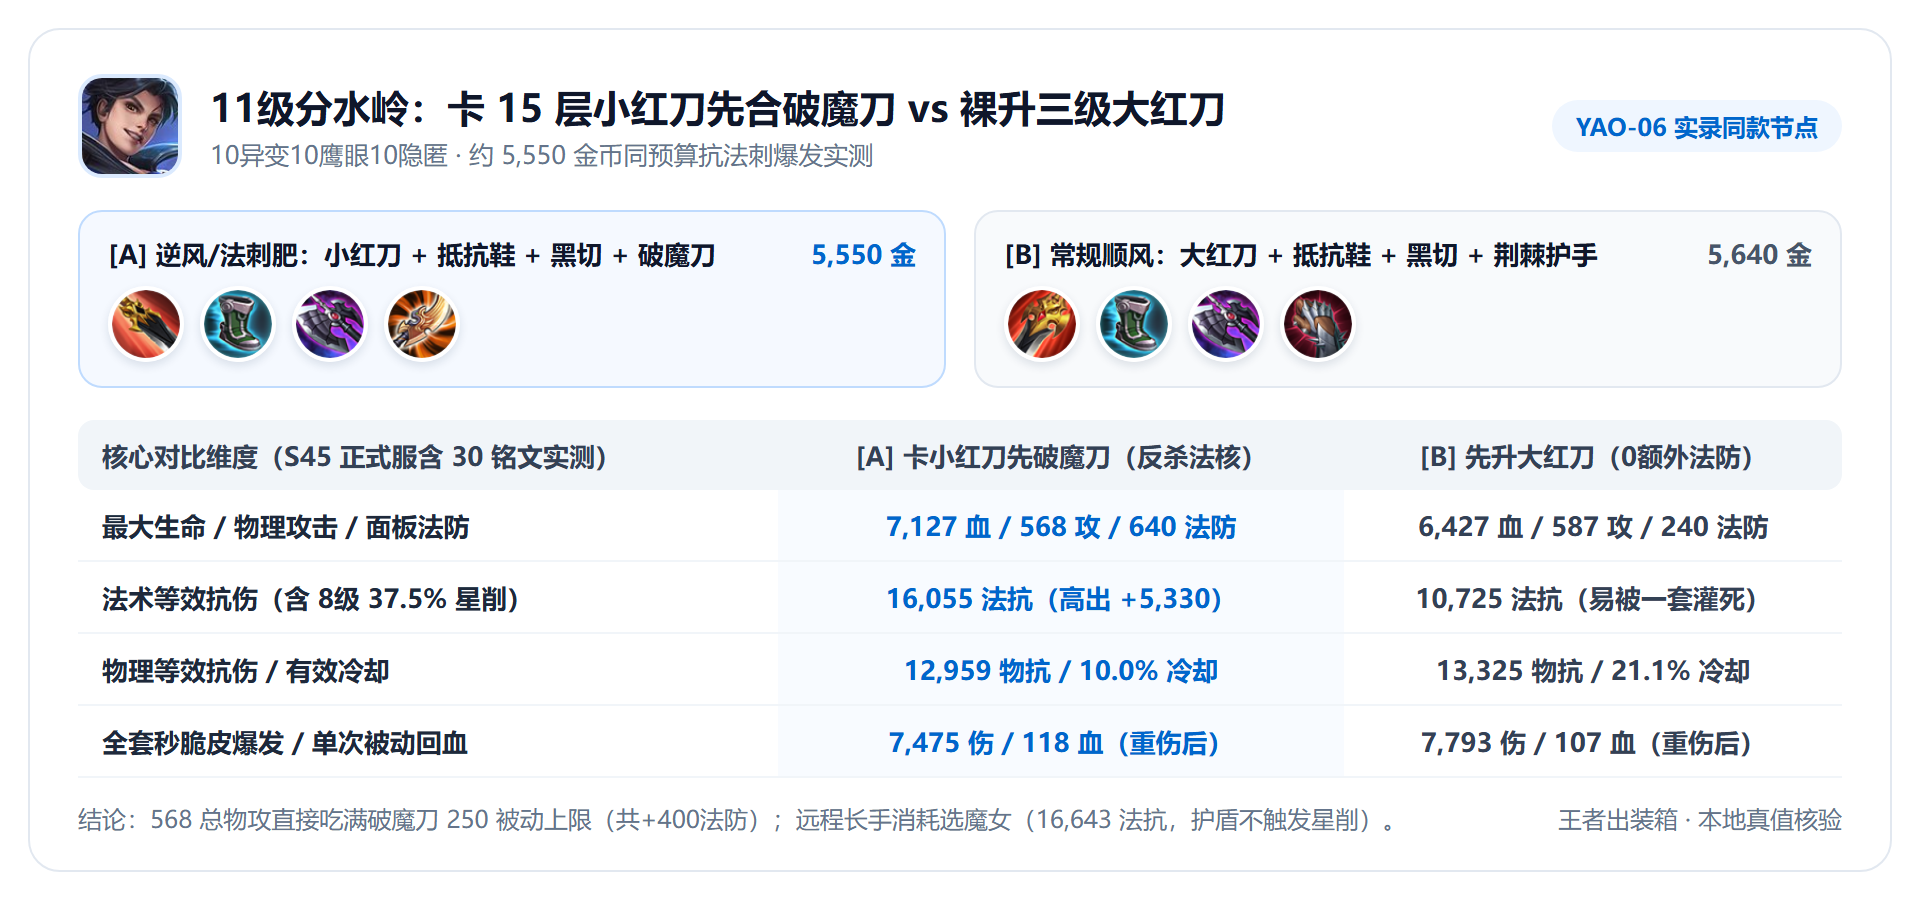 11级分水岭：卡 15 层小红刀先合破魔刀 vs 裸升三级大红刀
10异变10鹰眼10隐匿 · 约 5,550 金币同预算抗法刺爆发实测
YAO-06 实录同款节点
[A] 逆风/法刺肥：小红刀 + 抵抗鞋 + 黑切 + 破魔刀
5,550 金
[B] 常规顺风：大红刀 + 抵抗鞋 + 黑切 + 荆棘护手
5,640 金
核心对比维度（S45 正式服含 30 铭文实测）
[A] 卡小红刀先破魔刀（反杀法核）
[B] 先升大红刀（0额外法防）
最大生命 / 物理攻击 / 面板法防
7,127 血 / 568 攻 / 640 法防
6,427 血 / 587 攻 / 240 法防
法术等效抗伤（含 8级 37.5% 星削）
16,055 法抗（高出 +5,330）
10,725 法抗（易被一套灌死）
物理等效抗伤 / 有效冷却
12,959 物抗 / 10.0% 冷却
13,325 物抗 / 21.1% 冷却
全套秒脆皮爆发 / 单次被动回血
7,475 伤 / 118 血（重伤后）
7,793 伤 / 107 血（重伤后）
结论：568 总物攻直接吃满破魔刀 250 被动上限（共+400法防）；远程长手消耗选魔女（16,643 法抗，护盾不触发星削）。
王者出装箱 · 本地真值核验